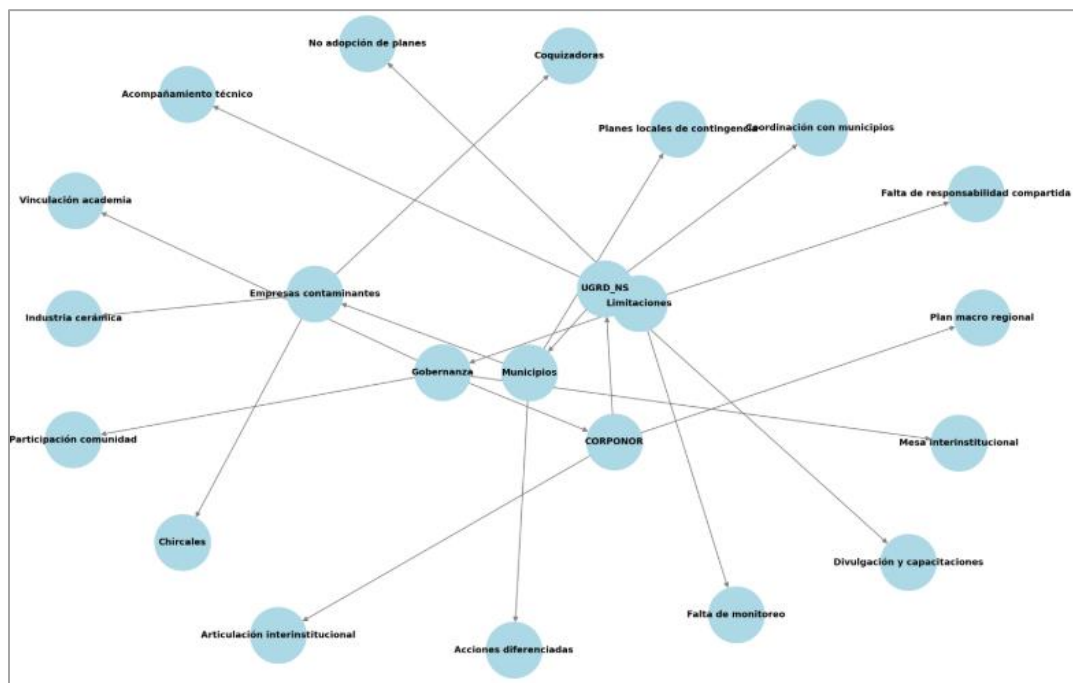 No adopción de planes
Coquizadoras
Acompañamiento técnico
Planes locales de contingencia
Coordinación con municipios
Vinculación academia
Falta de responsabilidad compartida
UGRD_NS
Empresas contaminantes
Limitaciones
Industria cerámica
Plan macro regional
Gobernanza
Municipios
Participación comunidad
CORPONOR
Mesa interinstitucional
Chircales
Divulgación y capacitaciones
Falta de monitoreo
Articulación interinstitucional
Acciones diferenciadas